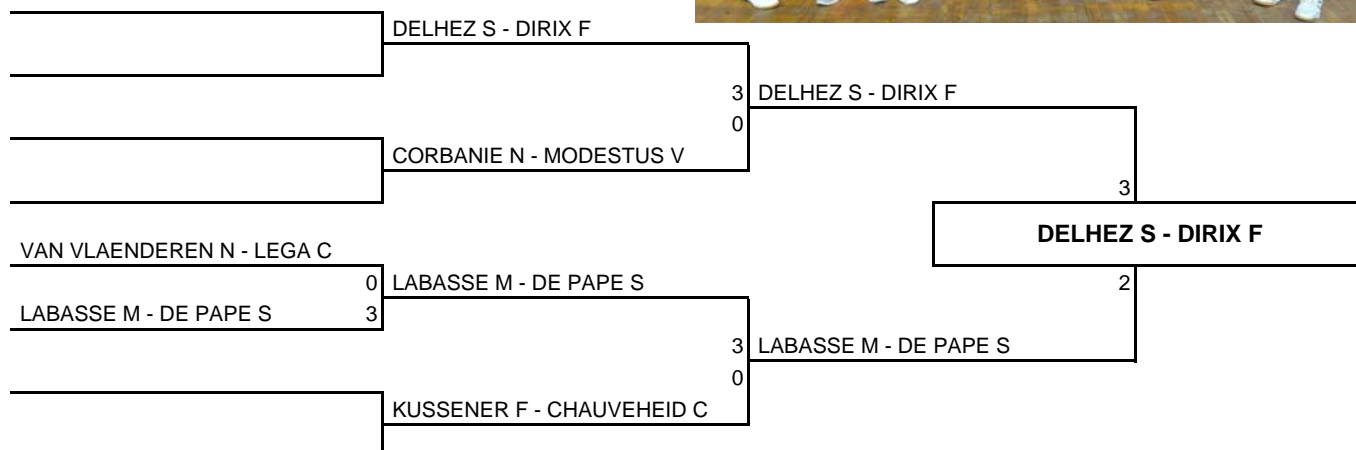 DELHEZ S - DIRIX F
3 DELHEZ S - DIRIX F
0
CORBANIE N - MODESTUS V
3
DELHEZ S - DIRIX F
VAN VLAENDEREN N - LEGA C
0 LABASSE M - DE PAPE S
2
LABASSE M - DE PAPE S 3
3 LABASSE M - DE PAPE S
0
KUSSENER F - CHAUVEHEID C